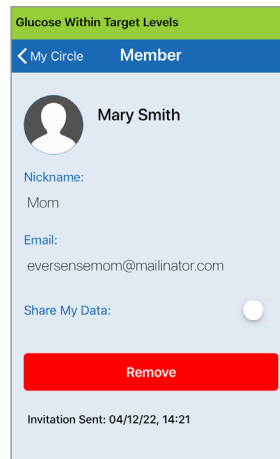 Glucose Within Target Levels
My Circle Member
Mary Smith
Nickname:
Mom
Email:
eversensemom@mailinator.com
Share My Data:
Remove
Invitation Sent: 04/12/22, 14:21